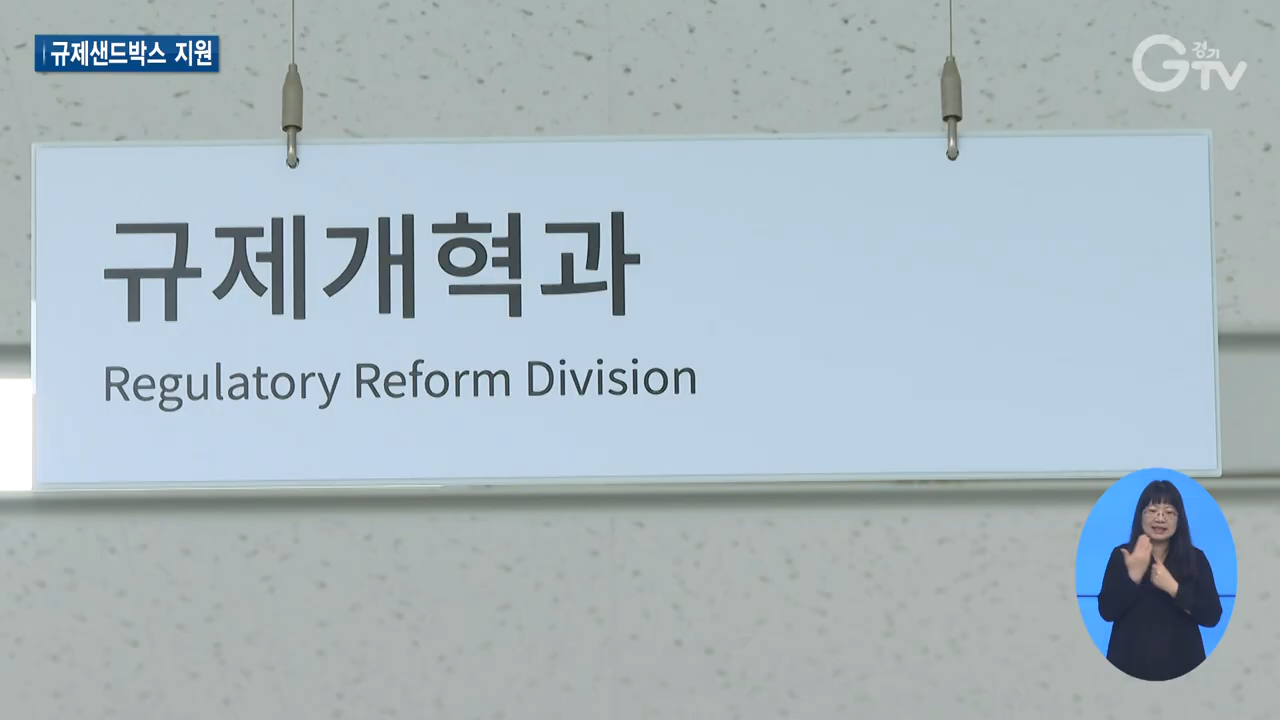 규제샌드박스 지원
경기
GTV
규제개혁과
Regulatory Reform Division